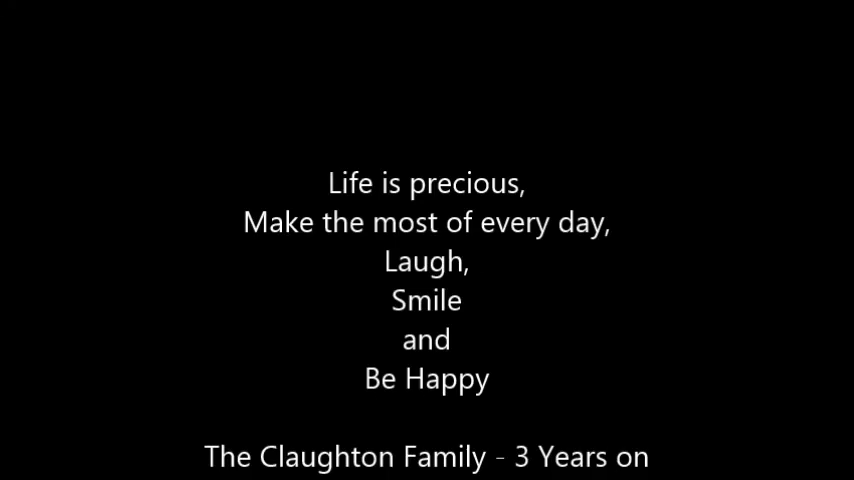 Life is precious,
Make the most of every day,
Laugh,
Smile
and
Be Happy
The Claughton Family - 3 Years on